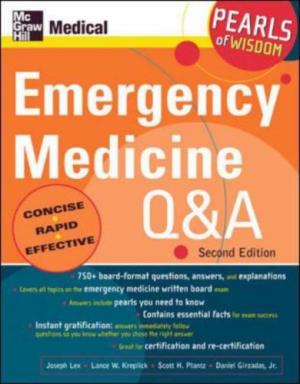 Mc
Graw
Hill
Medical
PEARLS
of WISDOM
Emergency
Medicine
Q&A
CONCISE
• RAPID
EFFECTIVE
Second Edition
• 750+ board-format questions, answers, and explanations
• Covers all topics on the emergency medicine written board exam
• Answers include pearls you need to know
• Contains essential facts for exam success
• Instant gratification: answers immediately follow
questions so you know whether you chose the right answer
• Great for certification and re-certification
Joseph Lex • Lance W. Kreplick • Scott H. Plantz • Daniel Girzadas, Jr.